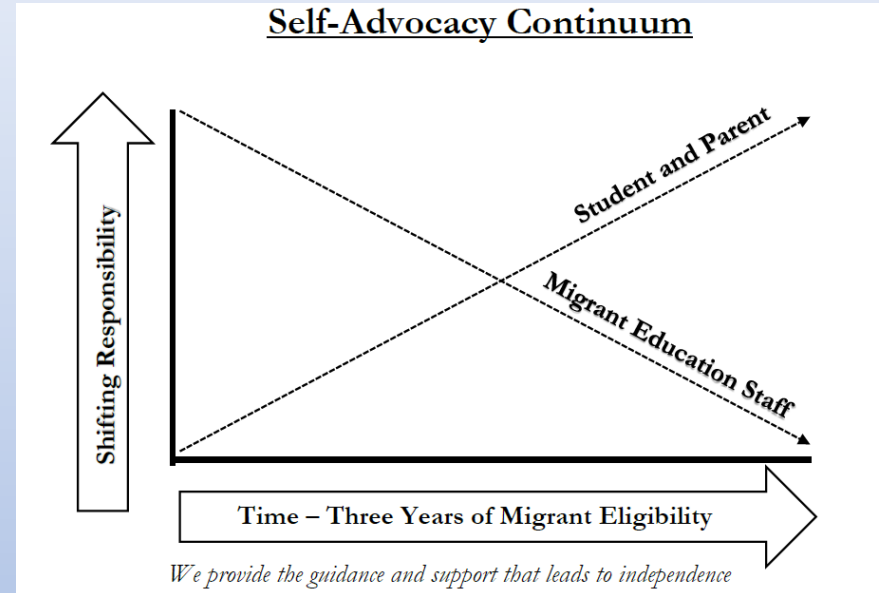 Self-Advocacy Continuum
Shifting Responsibility
Student and Parent
Migrant Education Staff
Time – Three Years of Migrant Eligibility
We provide the guidance and support that leads to independence